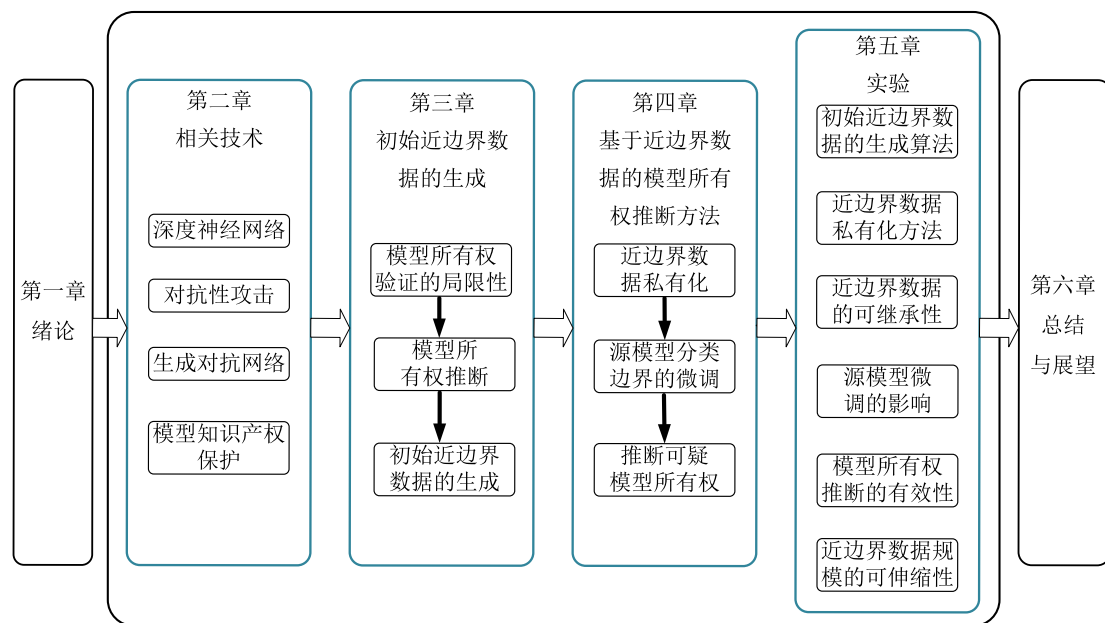 第一章
绪论
第二章
相关技术
深度神经网络
对抗性攻击
生成对抗网络
模型知识产权
保护
第三章
初始近边界数
据的生成
模型所有权
验证的局限性
模型所
有权推断
初始近边界
数据的生成
第四章
基于近边界数
据的模型所有
权推断方法
近边界数
据私有化
源模型分类
边界的微调
推断可疑
模型所有权
第五章
实验
初始近边界数
据的生成算法
近边界数据
私有化方法
近边界数据
的可继承性
源模型微
调的影响
模型所有权
推断的有效性
近边界数据规
模的可伸缩性
第六章
总结
与展望